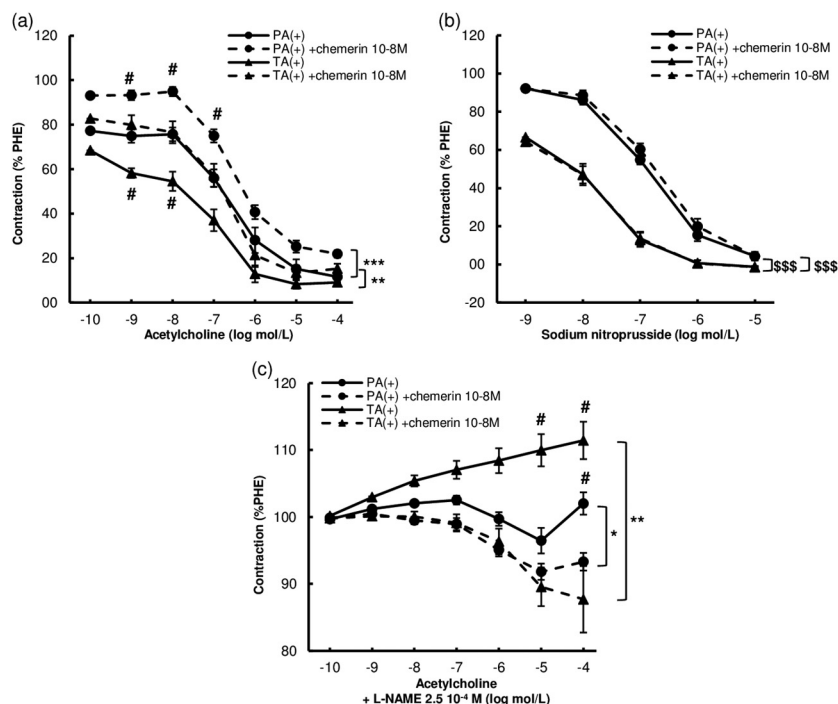 (a)
PA(+)
PA(+) +chemerin 10-8M
TA(+)
TA(+) +chemerin 10-8M
Contraction (% PHE)
120
100
80
60
40
20
00
# # #
# #
***
**
-10 -9 -8 -7 -6 -5 -4
Acetylcholine (log mol/L)
(b)
PA(+)
PA(+) +chemerin 10-8M
TA(+)
TA(+) +chemerin 10-8M
Contraction (% PHE)
120
100
80
60
40
20
00
-20
$$$ $$$
-9 -8 -7 -6 -5
Sodium nitroprusside (log mol/L)
(c)
PA(+)
PA(+) +chemerin 10-8M
TA(+)
TA(+) +chemerin 10-8M
Contraction (%PHE)
120
110
100
90
80
# #
#
* **
-10 -9 -8 -7 -6 -5 -4
Acetylcholine
+ L-NAME 2.5 10-4 M (log mol/L)